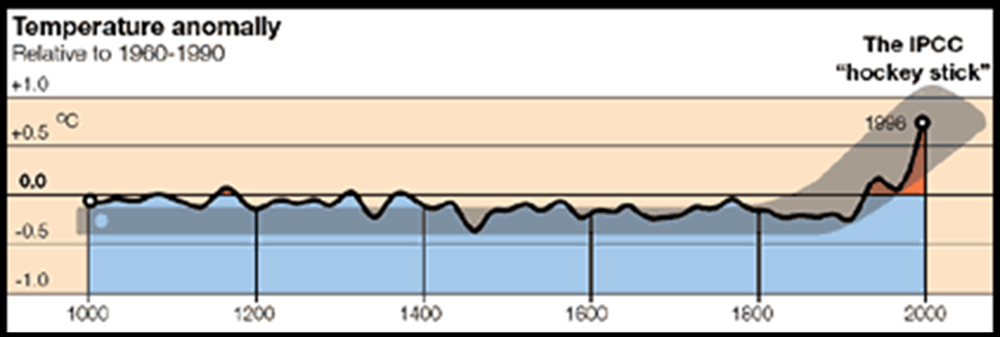 Temperature anomally
Relative to 1960-1990
The IPCC
“hockey stick”
+1.0
°C
+0.5
1996
0.0
-0.5
-1.0
1000 1200 1400 1600 1800 2000